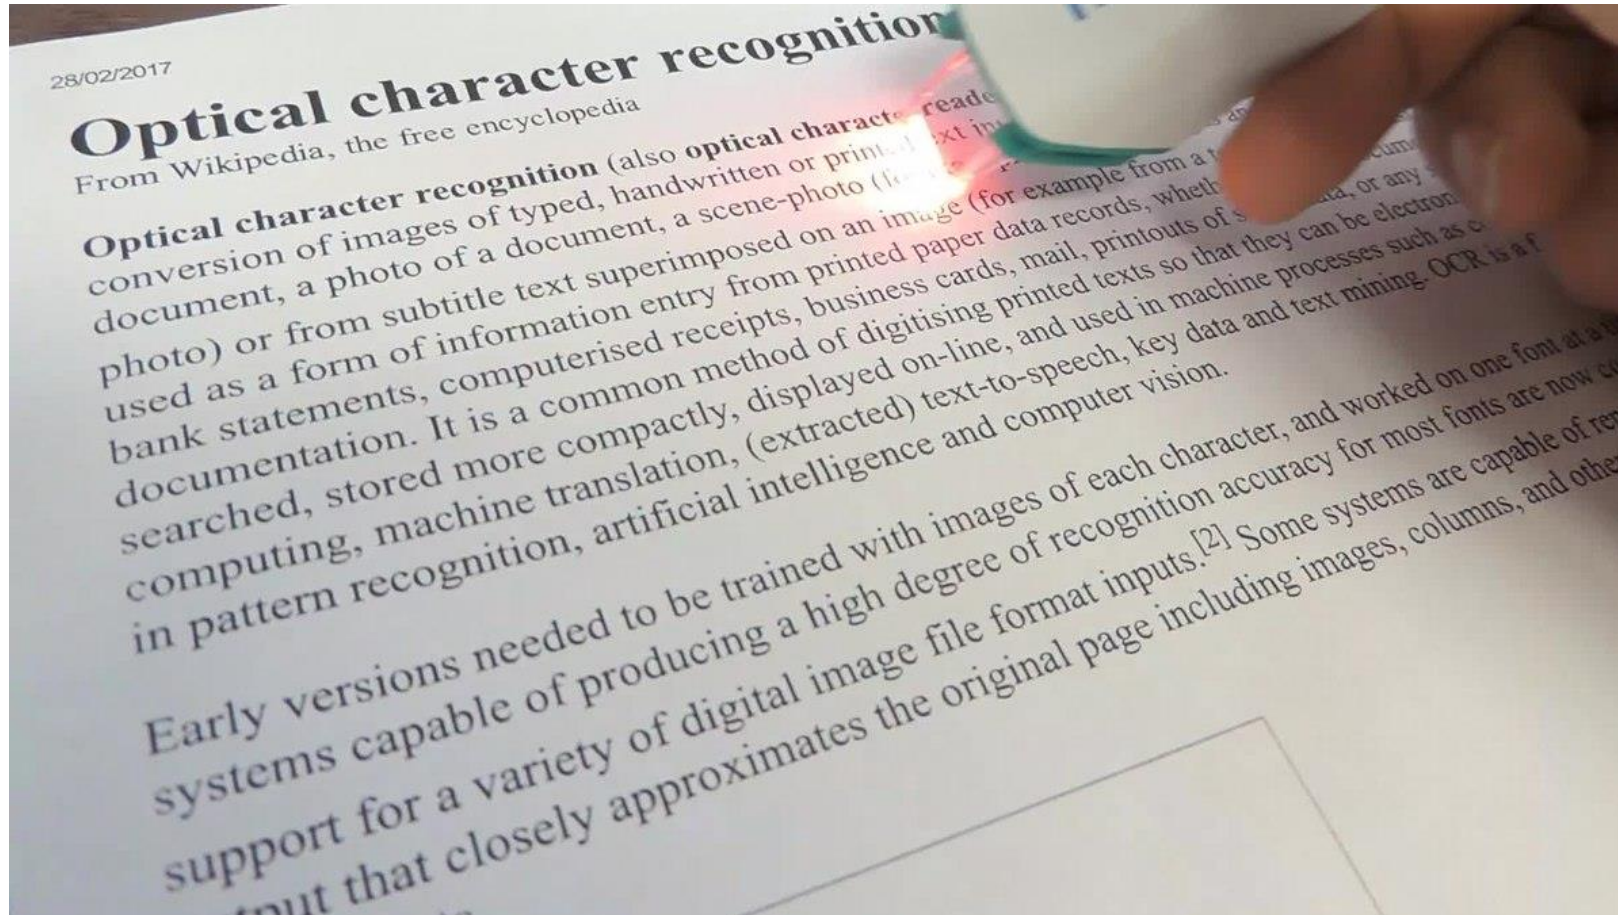 28/02/2017
Optical character recognition
From Wikipedia, the free encyclopedia
Optical character recognition (also optical
conversion of images of typed, handwritten or
document, a photo of a document, a scene-photo
photo) or from subtitle text superimposed on an image (for example from a
used as a form of information entry from printed paper data records,
bank statements, computerised receipts, business cards, mail, printouts of or any
documentation. It is a common method of digitising printed texts so that they can be
searched, stored more compactly, displayed on-line, and used in machine processes such as
computing, machine translation, (extracted) text-to-speech, key data and text mining. OCR is a
in pattern recognition, artificial intelligence and computer vision.
Early versions needed to be trained with images of each character, and worked on one font at a
systems capable of producing a high degree of recognition accuracy for most fonts are now
support for a variety of digital image file format inputs.[2] Some systems are capable of
that closely approximates the original page including images, columns, and